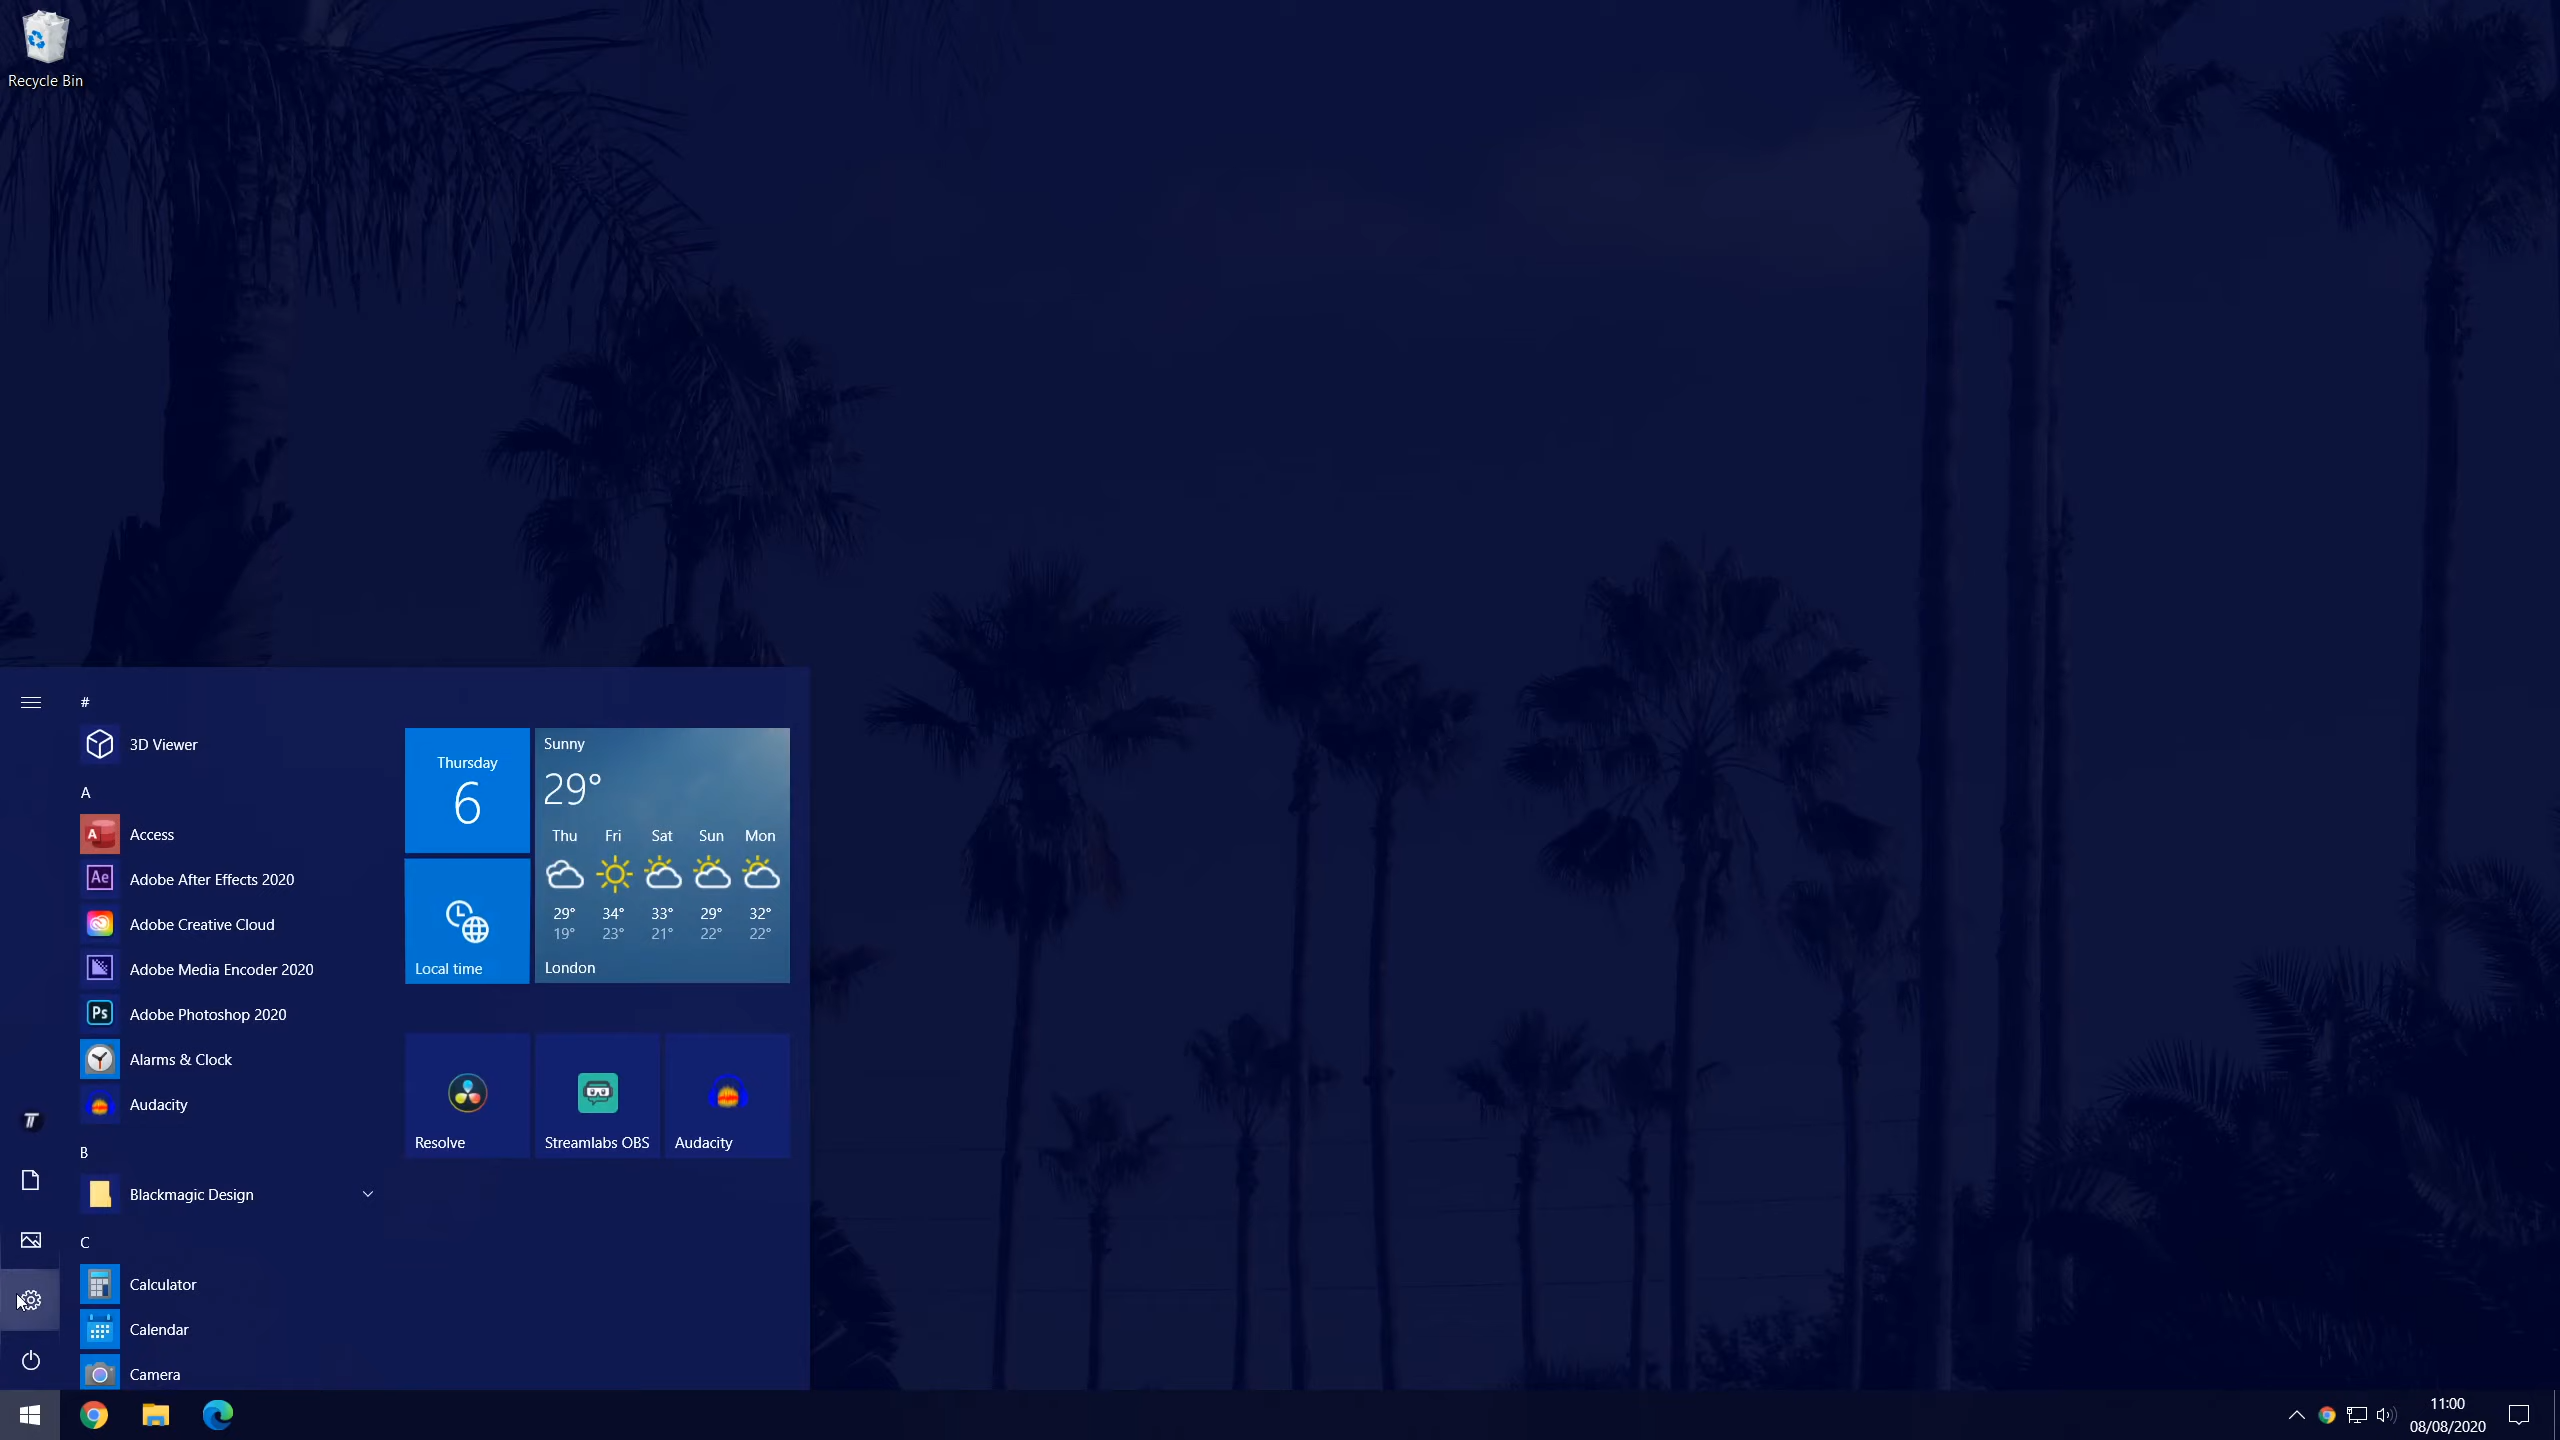 Recycle Bin
#
3D Viewer
A
Access
Adobe After Effects 2020
Adobe Creative Cloud
Adobe Media Encoder 2020
Adobe Photoshop 2020
Alarms & Clock
Audacity
B
Blackmagic Design
C
Calculator
Calendar
Camera
Thursday
6
Local time
Sunny
29°
Thu Fri Sat Sun Mon
29° 34° 33° 29° 32°
19° 23° 21° 22° 22°
London
Resolve
Streamlabs OBS
Audacity
11:00
08/08/2020